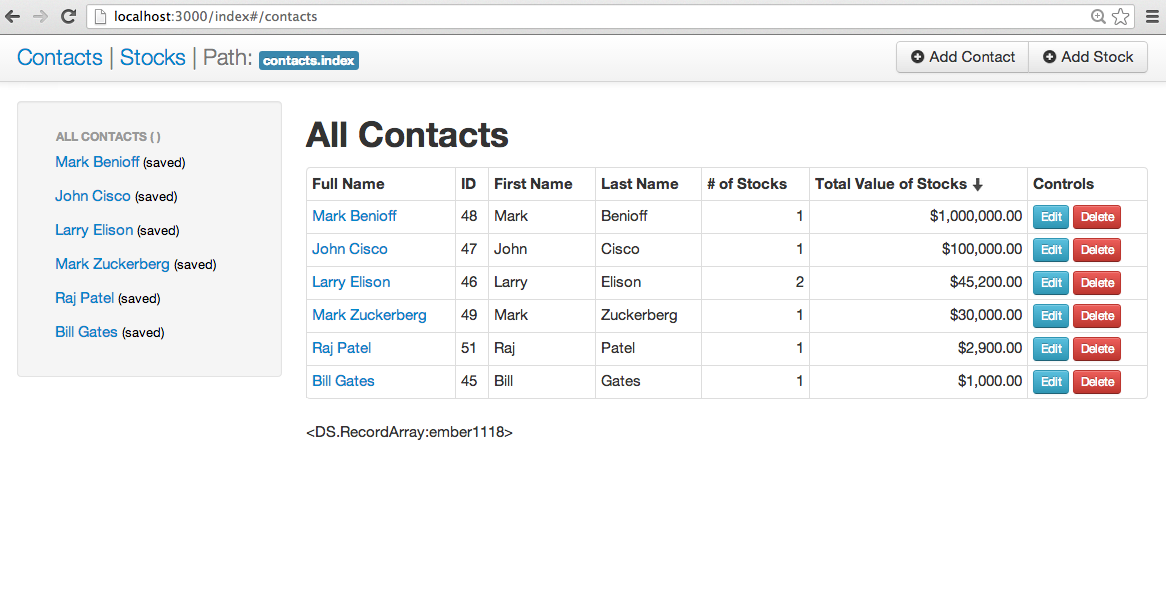 localhost:3000/index#/contacts
Contacts | Stocks | Path: contacts.index
Add Contact Add Stock
ALL CONTACTS ( )
Mark Benioff (saved)
John Cisco (saved)
Larry Elison (saved)
Mark Zuckerberg (saved)
Raj Patel (saved)
Bill Gates (saved)
All Contacts
Full Name ID First Name Last Name # of Stocks Total Value of Stocks Controls
Mark Benioff 48 Mark Benioff 1 $1,000,000.00 Edit Delete
John Cisco 47 John Cisco 1 $100,000.00 Edit Delete
Larry Elison 46 Larry Elison 2 $45,200.00 Edit Delete
Mark Zuckerberg 49 Mark Zuckerberg 1 $30,000.00 Edit Delete
Raj Patel 51 Raj Patel 1 $2,900.00 Edit Delete
Bill Gates 45 Bill Gates 1 $1,000.00 Edit Delete
<DS.RecordArray:ember1118>